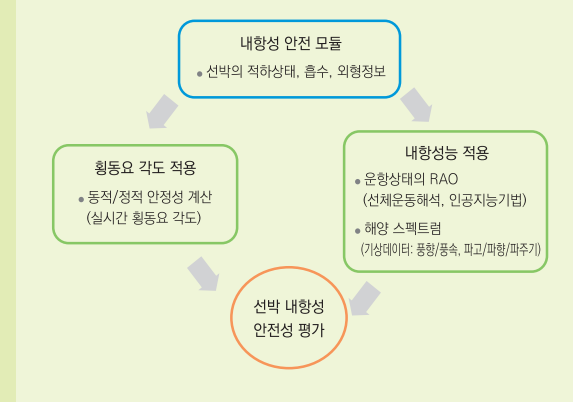 내항성 안전 모듈
● 선박의 적하상태, 흡수, 외형정보
횡동요 각도 적용
● 동적/정적 안정성 계산
(실시간 횡동요 각도)
내항성능 적용
● 운항상태의 RAO
(선체운동해석, 인공지능기법)
● 해양 스펙트럼
(기상데이터: 풍향/풍속, 파고/파향/파주기)
선박 내항성
안전성 평가